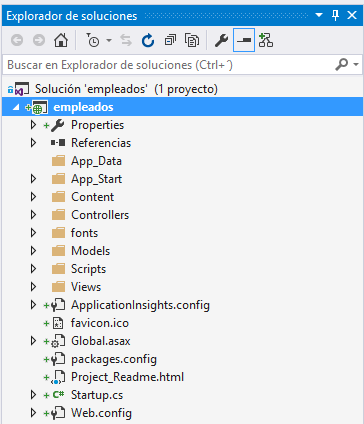 Explorador de soluciones
Buscar en Explorador de soluciones (Ctrl+´)
Solución 'empleados' (1 proyecto)
empleados
Properties
Referencias
App_Data
App_Start
Content
Controllers
fonts
Models
Scripts
Views
ApplicationInsights.config
favicon.ico
Global.asax
packages.config
Project_Readme.html
C# Startup.cs
Web.config